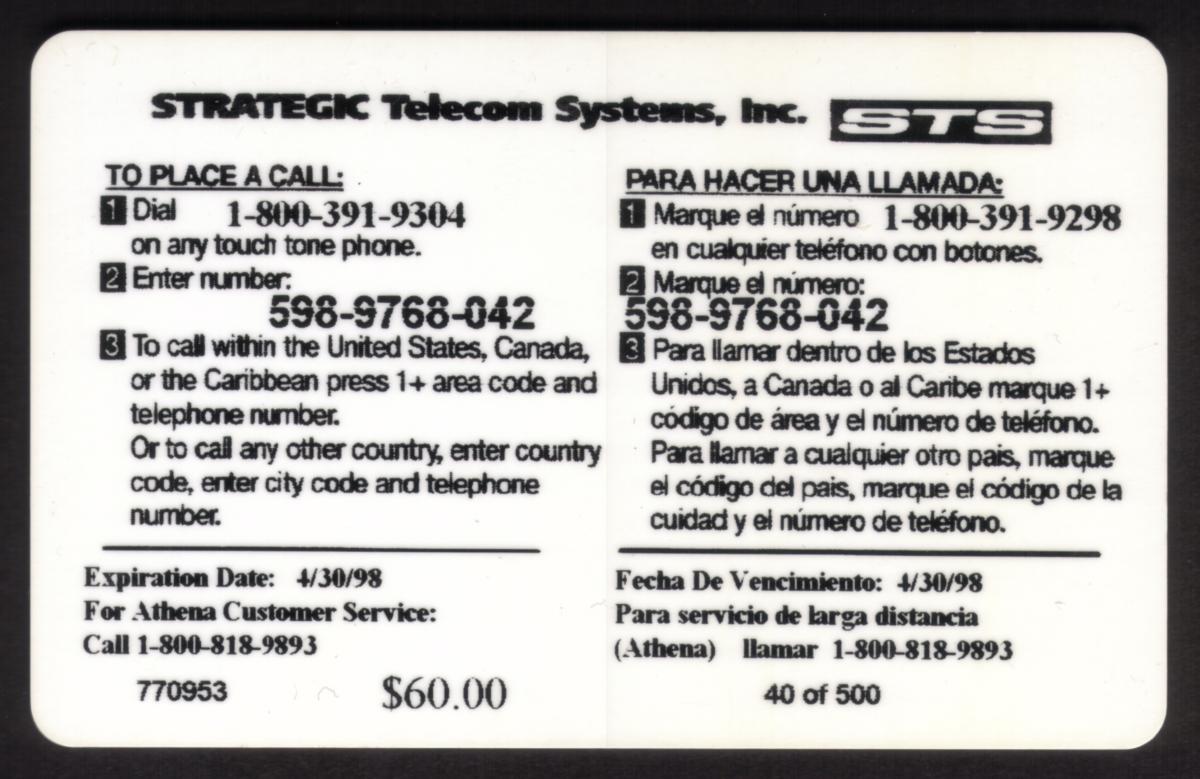 STRATEGIC Telecom Systems, Inc. STS
TO PLACE A CALL:
1 Dial 1-800-391-9304
on any touch tone phone.
2 Enter number:
598-9768-042
3 To call within the United States, Canada,
or the Caribbean press 1+ area code and
telephone number.
Or to call any other country, enter country
code, enter city code and telephone
number.
Expiration Date: 4/30/98
For Athena Customer Service:
Call 1-800-818-9893
770953 $60.00
PARA HACER UNA LLAMADA:
1 Marque el número 1-800-391-9298
en cualquier teléfono con botones.
2 Marque el número:
598-9768-042
3 Para llamar dentro de los Estados
Unidos, a Canada o al Caribe marque 1+
código de área y el número de teléfono.
Para llamar a cualquier otro pais, marque
el código del pais, marque el código de la
cuidad y el número de teléfono.
Fecha De Vencimiento: 4/30/98
Para servicio de larga distancia
(Athena) llamar 1-800-818-9893
40 of 500